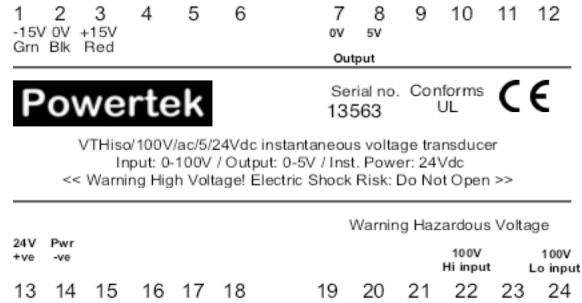 1 2 3 4 5 6 7 8 9 10 11 12
-15V 0V +15V 0V 5V
Grn Blk Red
Output
Powertek
Serial no. Conforms
13563 UL
CE
VTHiso/100V/ac/5/24Vdc instantaneous voltage transducer
Input: 0-100V / Output: 0-5V / Inst. Power: 24Vdc
<< Warning High Voltage! Electric Shock Risk: Do Not Open >>
Warning Hazardous Voltage
24V Pwr
+ve -ve
100V 100V
Hi input Lo input
13 14 15 16 17 18 19 20 21 22 23 24